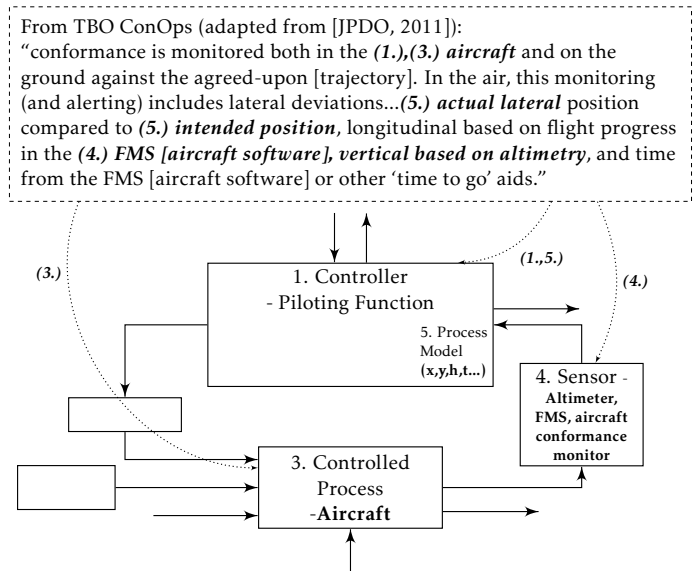 From TBO ConOps (adapted from [JPDO, 2011]):
“conformance is monitored both in the (1.),(3.) aircraft and on the
ground against the agreed-upon [trajectory]. In the air, this monitoring
(and alerting) includes lateral deviations...(5.) actual lateral position
compared to (5.) intended position, longitudinal based on flight progress
in the (4.) FMS [aircraft software], vertical based on altimetry, and time
from the FMS [aircraft software] or other ‘time to go’ aids.”
(3.)
(1.,5.)
(4.)
1. Controller
- Piloting Function
5. Process
Model
(x,y,h,t...)
4. Sensor -
Altimeter,
FMS, aircraft
conformance
monitor
3. Controlled
Process
-Aircraft